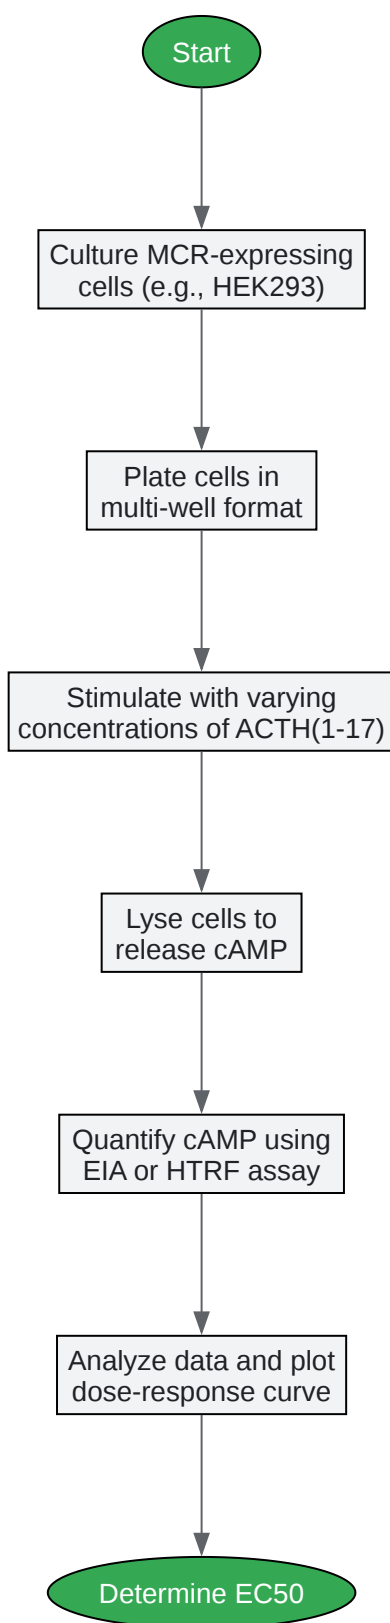 Start
Culture MCR-expressing
cells (e.g., HEK293)
Plate cells in
multi-well format
Stimulate with varying
concentrations of ACTH(1-17)
Lyse cells to
release cAMP
Quantify cAMP using
EIA or HTRF assay
Analyze data and plot
dose-response curve
Determine EC50